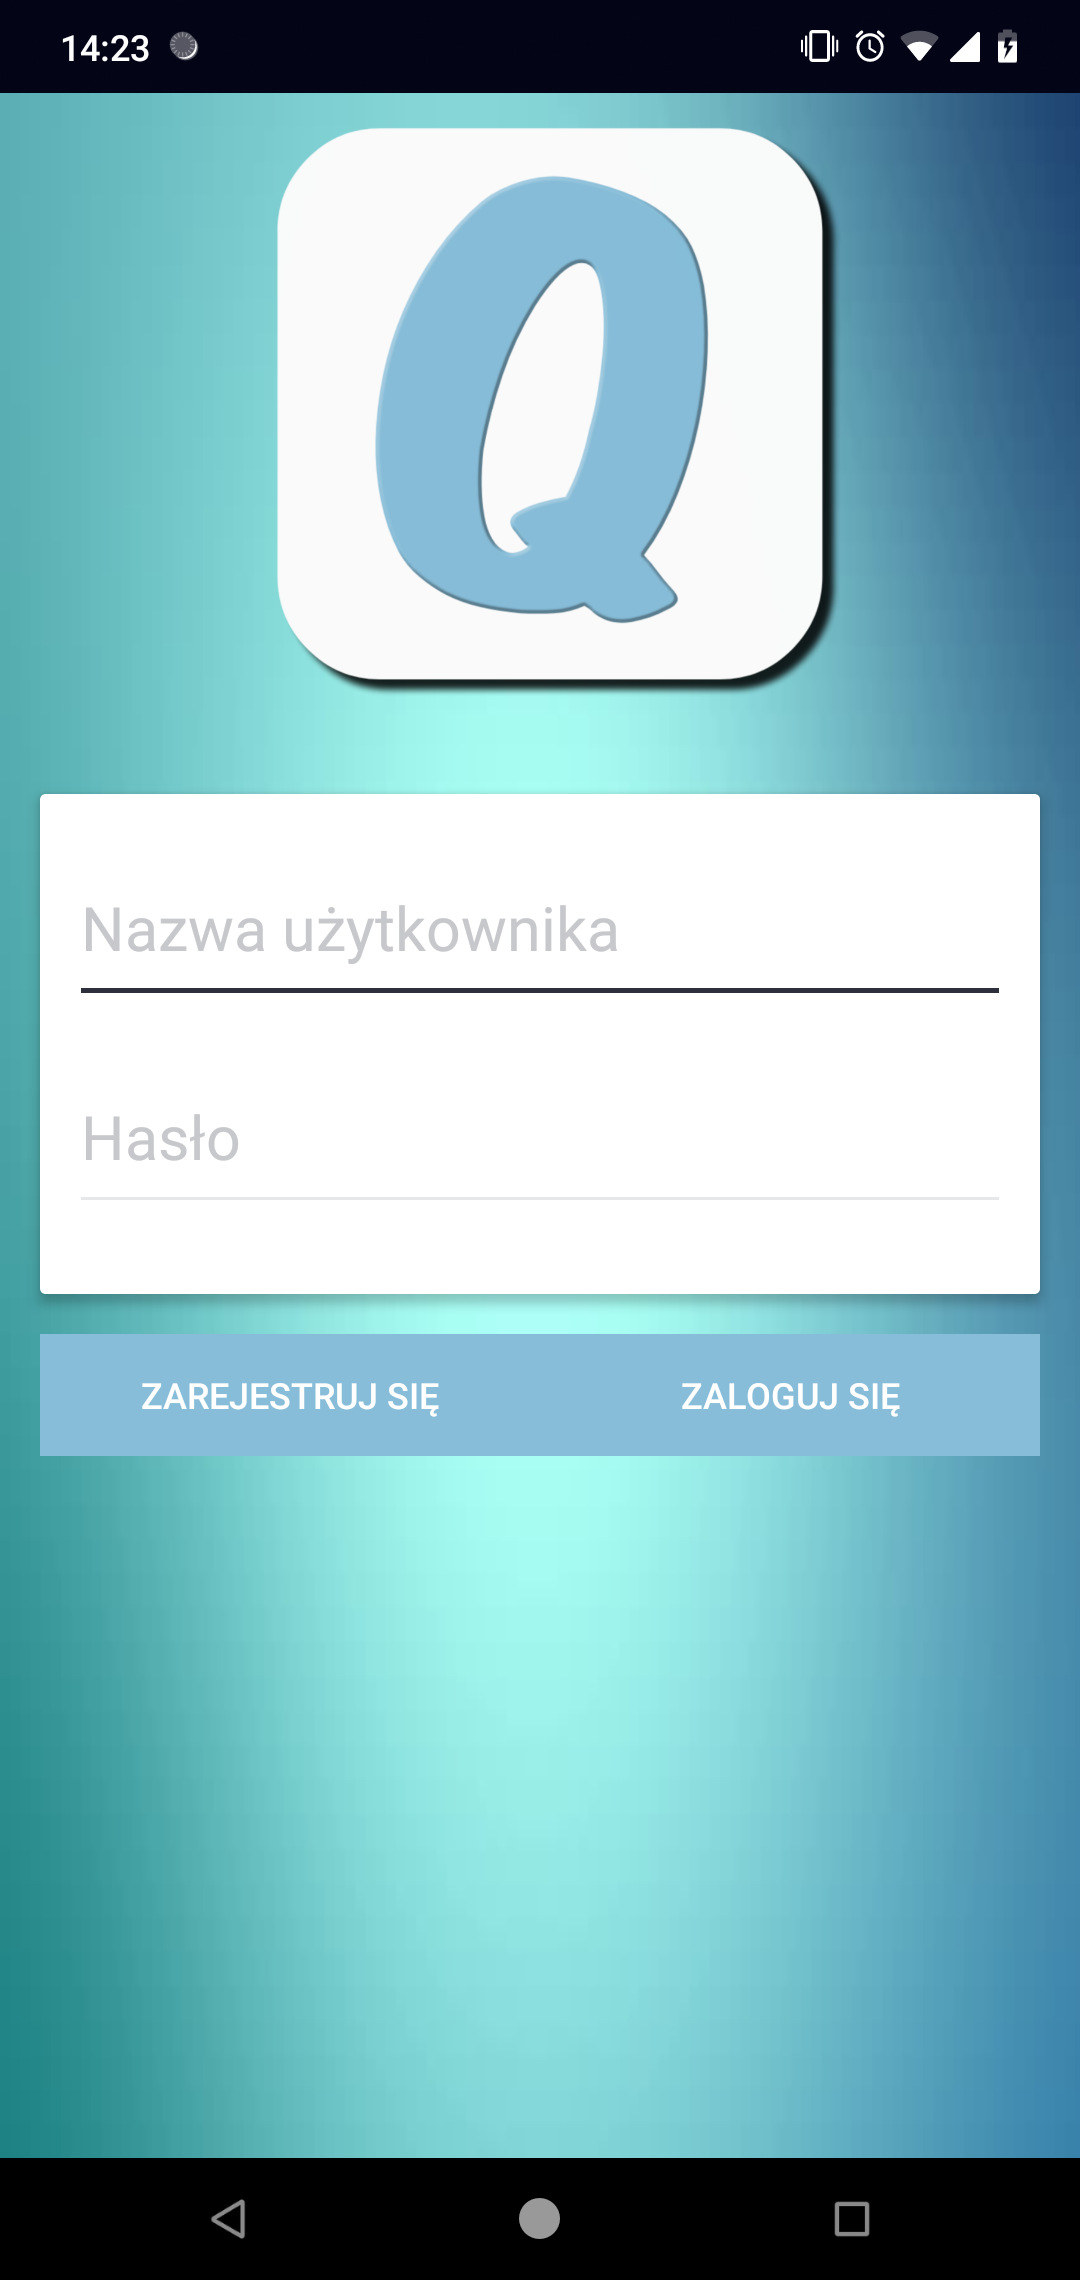 14:23
Q
Nazwa użytkownika
Hasło
ZAREJESTRUJ SIĘ ZALOGUJ SIĘ